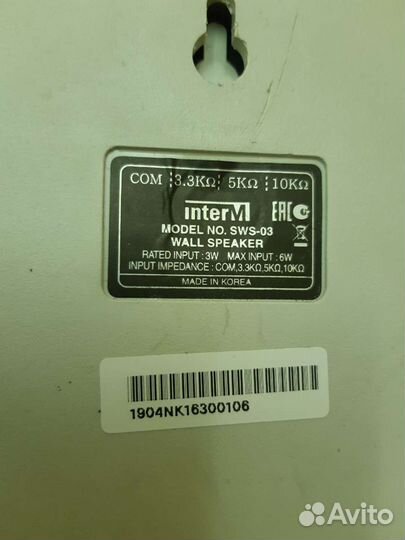 COM 3.3KΩ 5KΩ 10KΩ
interM EAC
MODEL NO. SWS-03
WALL SPEAKER
RATED INPUT : 3W MAX INPUT : 6W
INPUT IMPEDANCE : COM,3.3KΩ,5KΩ,10KΩ
MADE IN KOREA
1904NK16300106
Avito